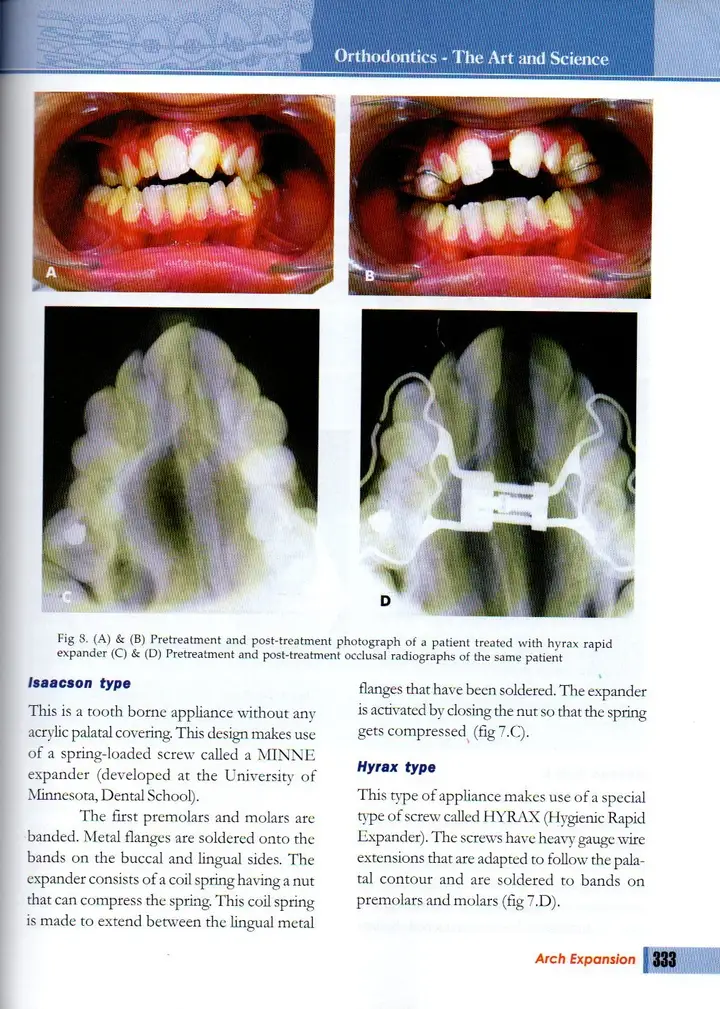 Orthodontics - The Art and Science
A
B
C
D
Fig 8. (A) & (B) Pretreatment and post-treatment photograph of a patient treated with hyrax rapid
expander (C) & (D) Pretreatment and post-treatment occlusal radiographs of the same patient
Isaacson type
This is a tooth borne appliance without any
acrylic palatal covering. This design makes use
of a spring-loaded screw called a MINNE
expander (developed at the University of
Minnesota, Dental School).
The first premolars and molars are
banded. Metal flanges are soldered onto the
bands on the buccal and lingual sides. The
expander consists of a coil spring having a nut
that can compress the spring. This coil spring
is made to extend between the lingual metal
flanges that have been soldered. The expander
is activated by closing the nut so that the spring
gets compressed (fig 7.C).
Hyrax type
This type of appliance makes use of a special
type of screw called HYRAX (Hygienic Rapid
Expander). The screws have heavy gauge wire
extensions that are adapted to follow the pala-
tal contour and are soldered to bands on
premolars and molars (fig 7.D).
Arch Expansion 333